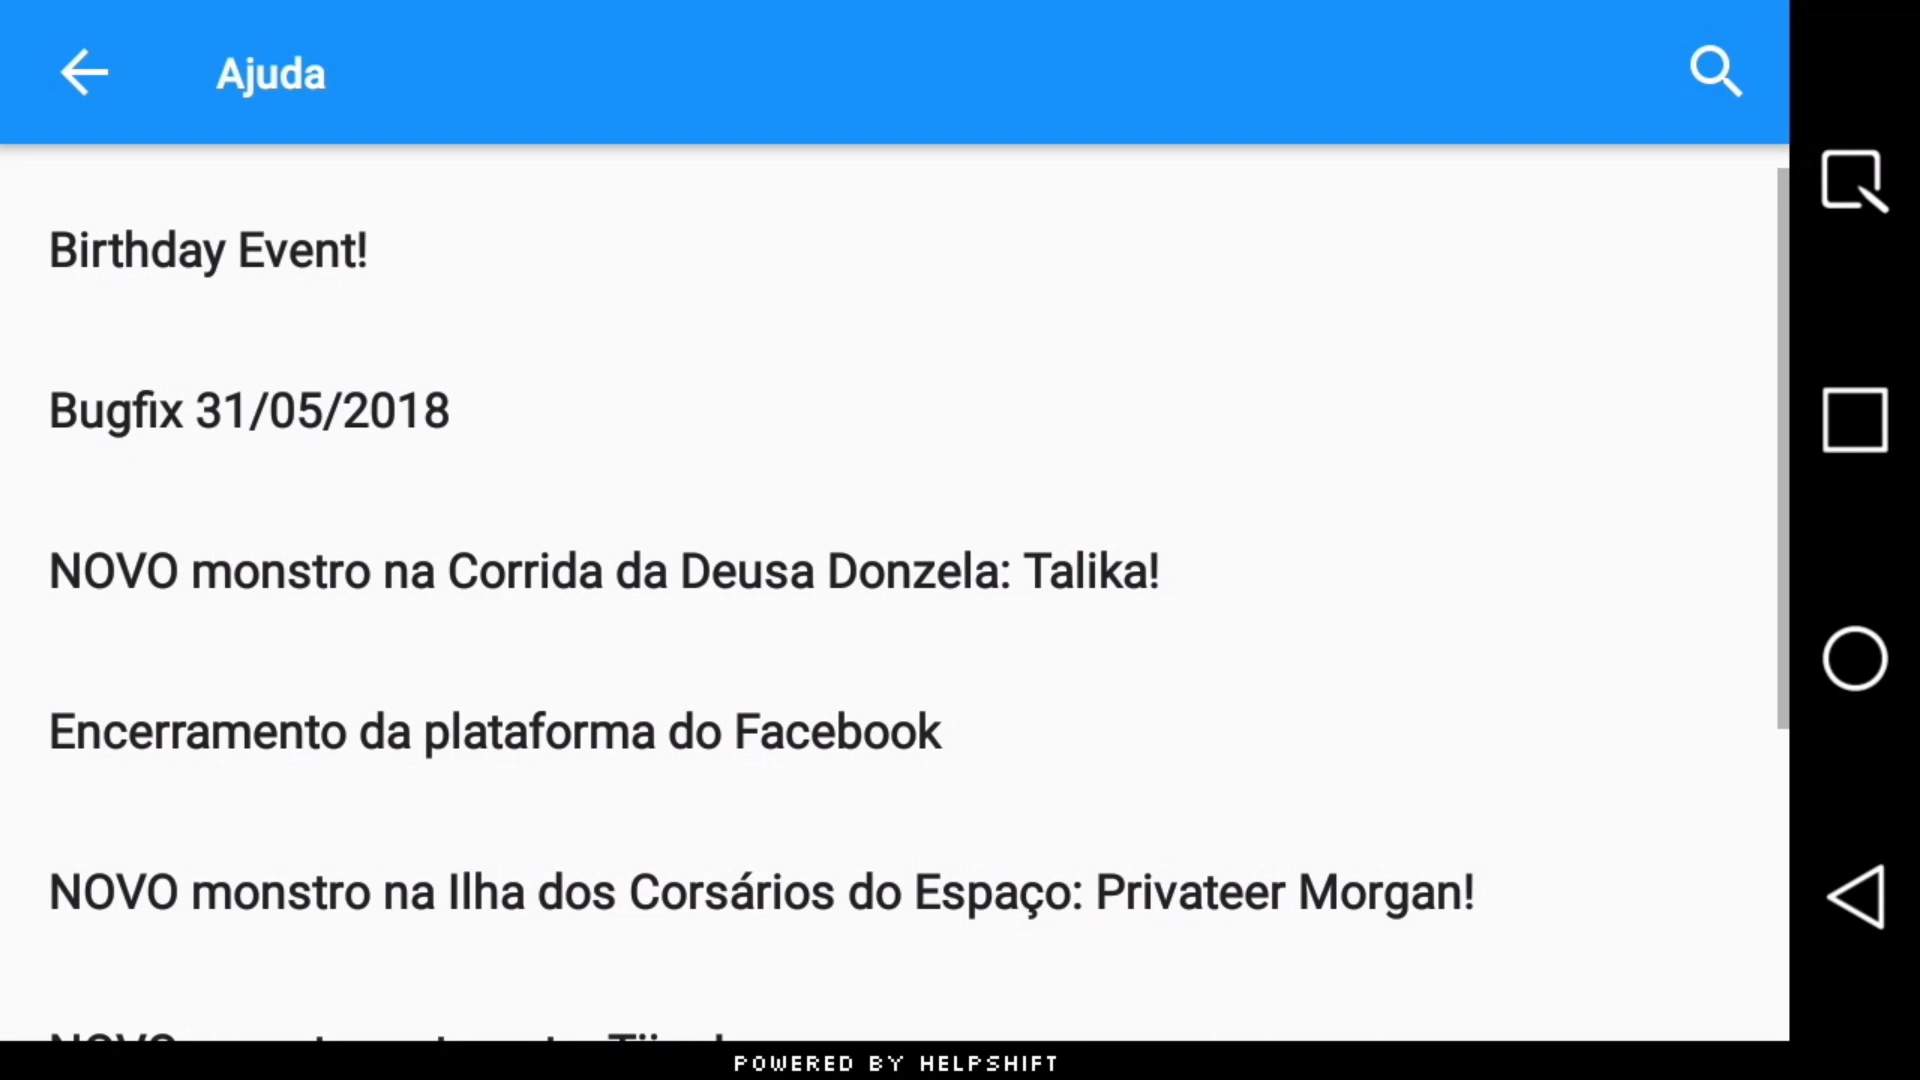 Ajuda
Birthday Event!
Bugfix 31/05/2018
NOVO monstro na Corrida da Deusa Donzela: Talika!
Encerramento da plataforma do Facebook
NOVO monstro na Ilha dos Corsários do Espaço: Privateer Morgan!
NOVO
POWERED BY HELPSHIFT